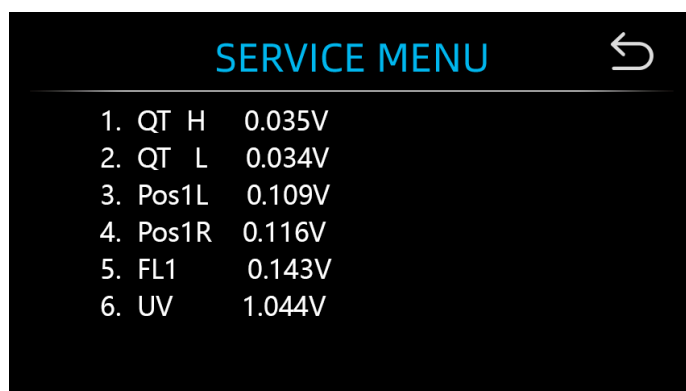 SERVICE MENU
1. QT H 0.035V
2. QT L 0.034V
3. Pos1L 0.109V
4. Pos1R 0.116V
5. FL1 0.143V
6. UV 1.044V